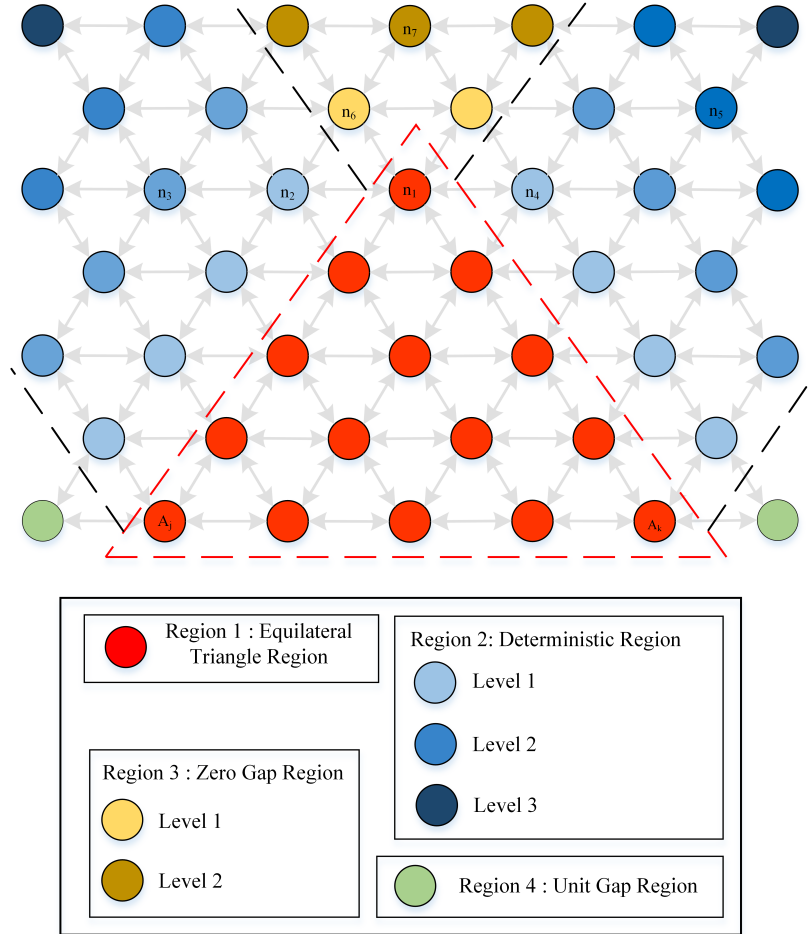 n7
n6
n5
n3
n2
n1
n4
Aj
Ak
Region 1 : Equilateral
Triangle Region
Region 2: Deterministic Region
Level 1
Level 2
Level 3
Region 3 : Zero Gap Region
Level 1
Level 2
Region 4 : Unit Gap Region